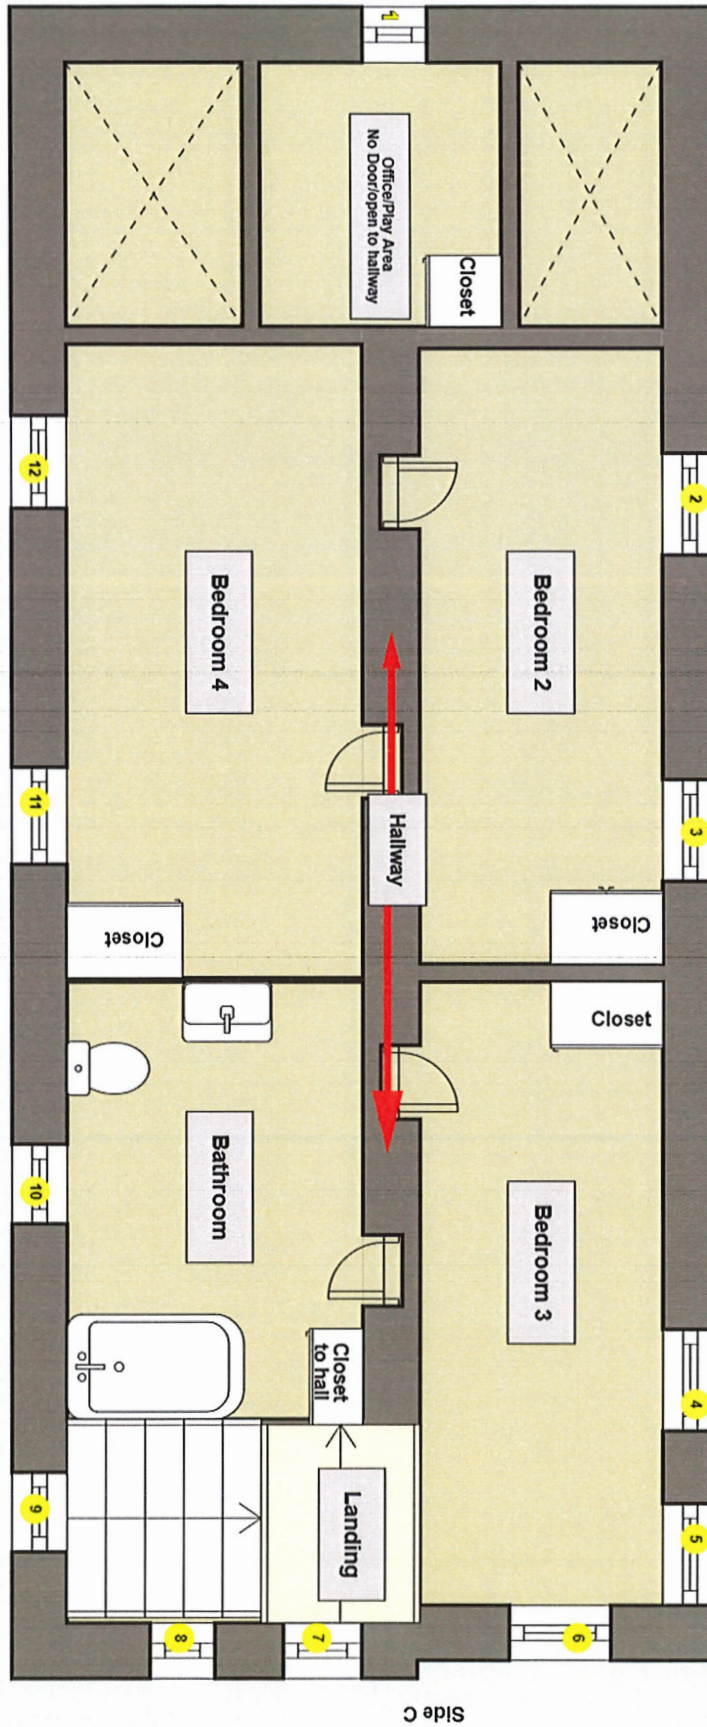 1
Office/Play Area
No Door/open to hallway
Closet
2
12
Bedroom 4
Bedroom 2
Hallway
11
3
Closet
Closet
Closet
10
Bathroom
Bedroom 3
Closet
to hall
4
9
Landing
5
8
7
6
Side C